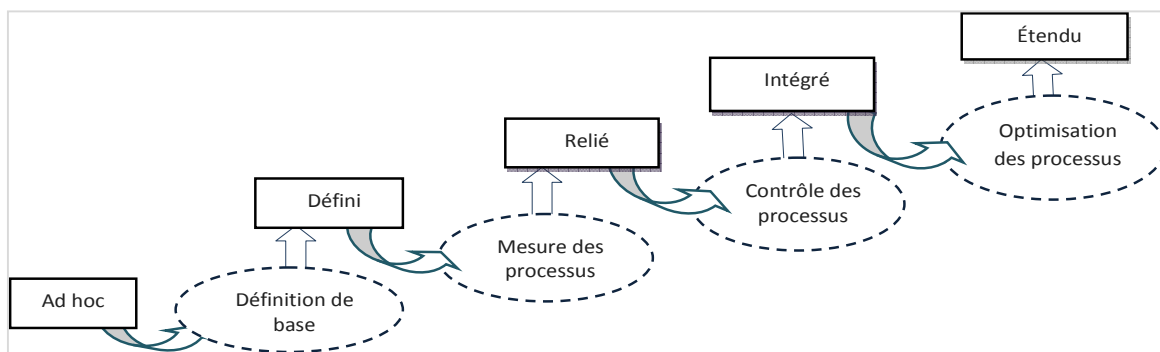 Étendu
Intégré
Optimisation
des processus
Relié
Contrôle des
processus
Défini
Mesure des
processus
Ad hoc
Définition de
base